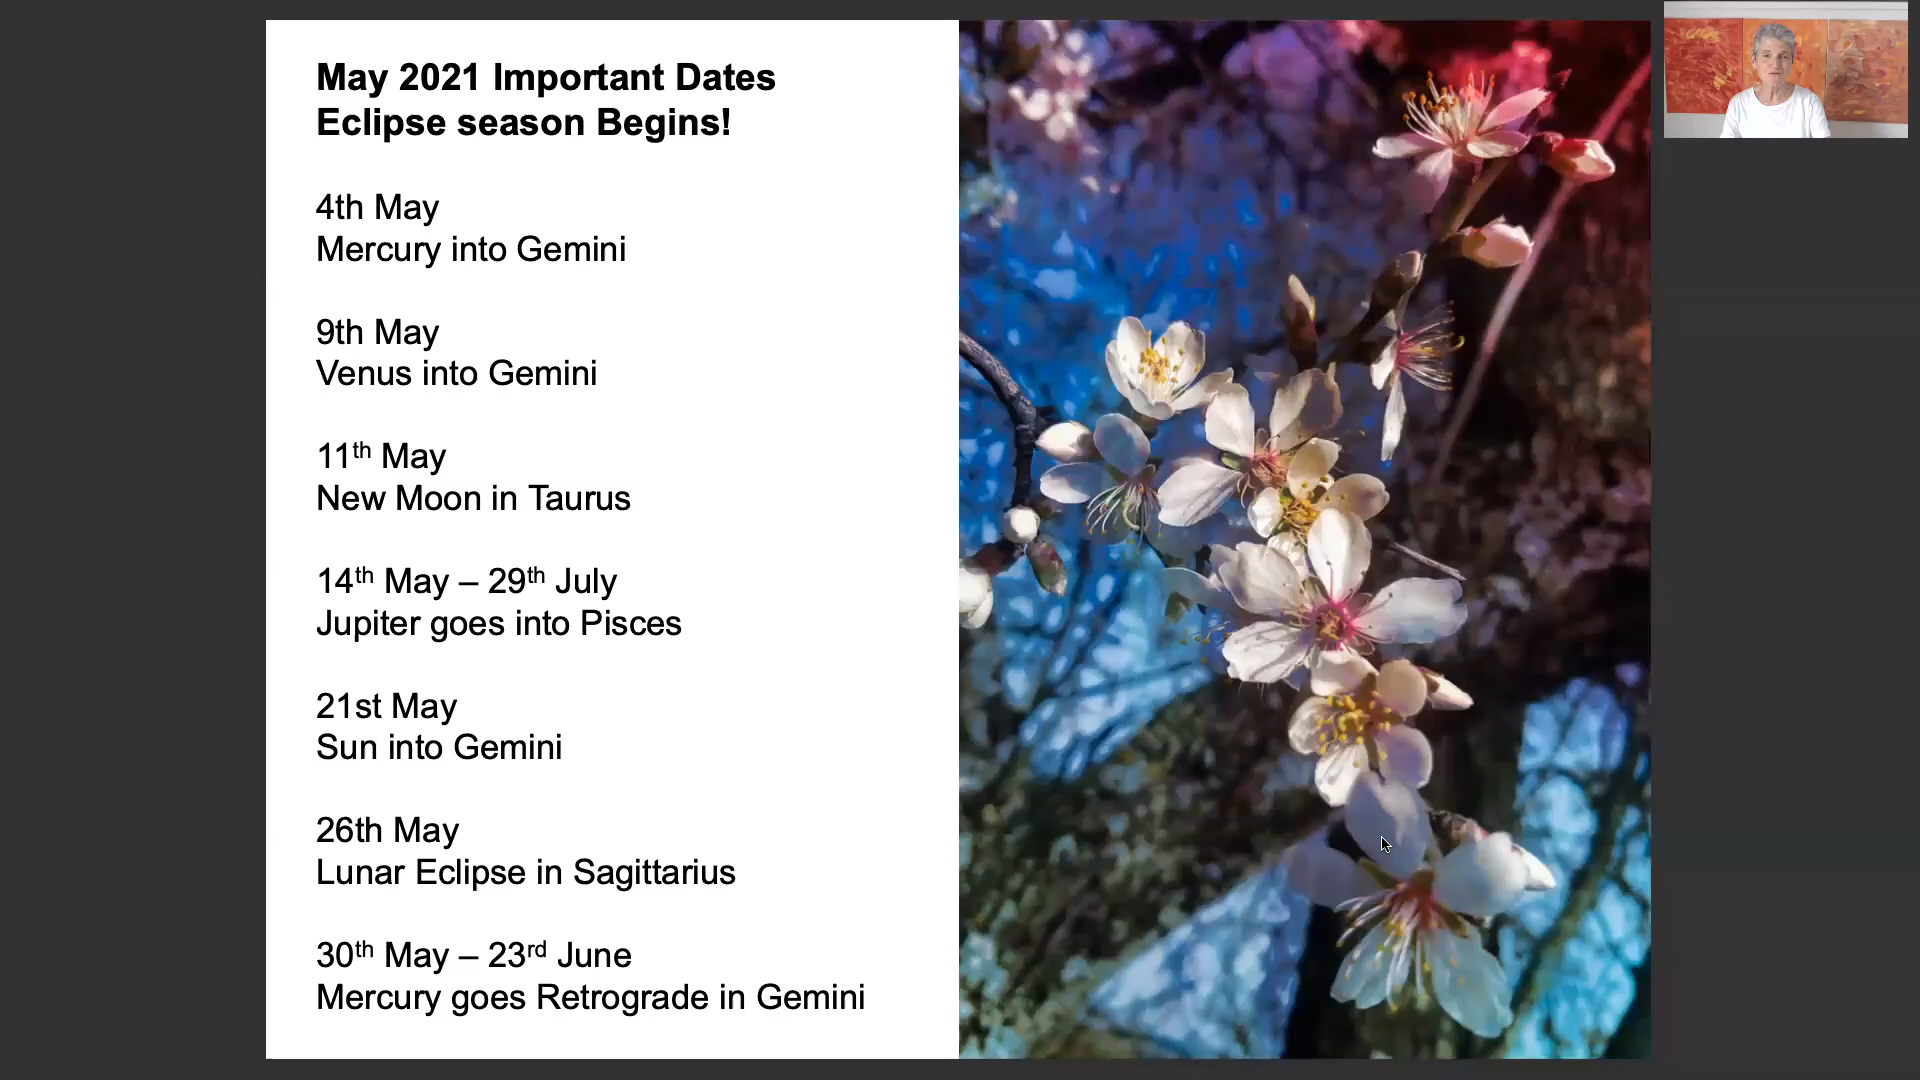 May 2021 Important Dates
Eclipse season Begins!
4th May
Mercury into Gemini
9th May
Venus into Gemini
11th May
New Moon in Taurus
14th May – 29th July
Jupiter goes into Pisces
21st May
Sun into Gemini
26th May
Lunar Eclipse in Sagittarius
30th May – 23rd June
Mercury goes Retrograde in Gemini